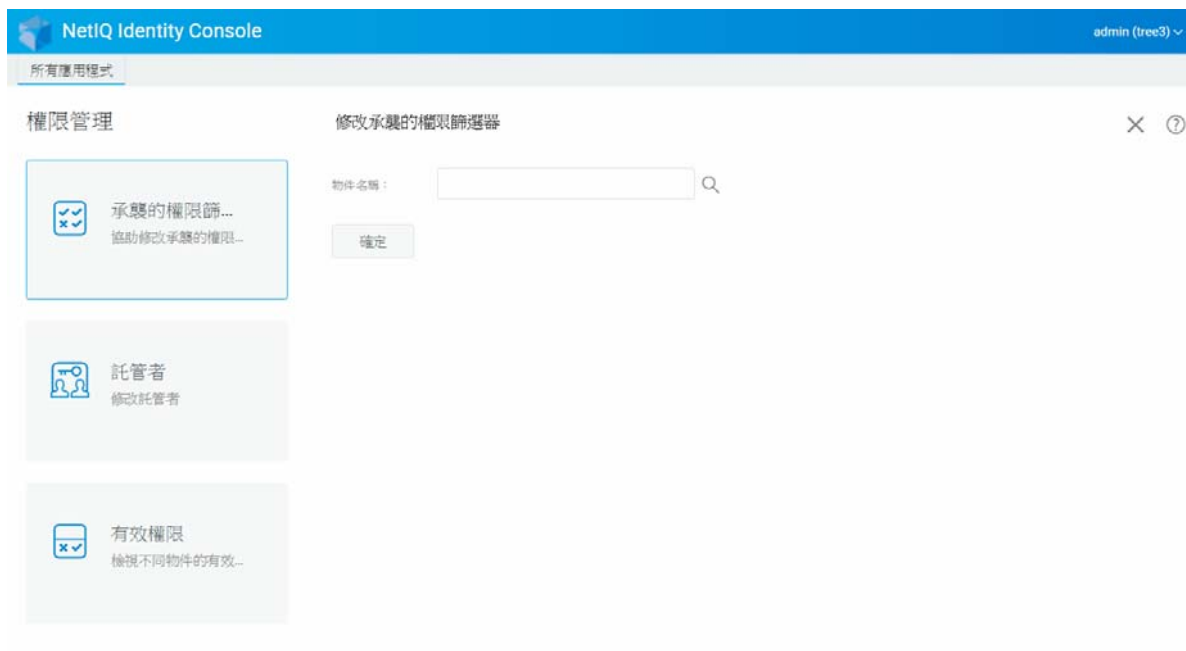 NetIQ Identity Console
admin (tree3)
所有應用程式
權限管理
修改承襲的權限篩選器
物件名稱：
確定
承襲的權限篩...
協助修改承襲的權限...
託管者
修改託管者
有效權限
檢視不同物件的有效...